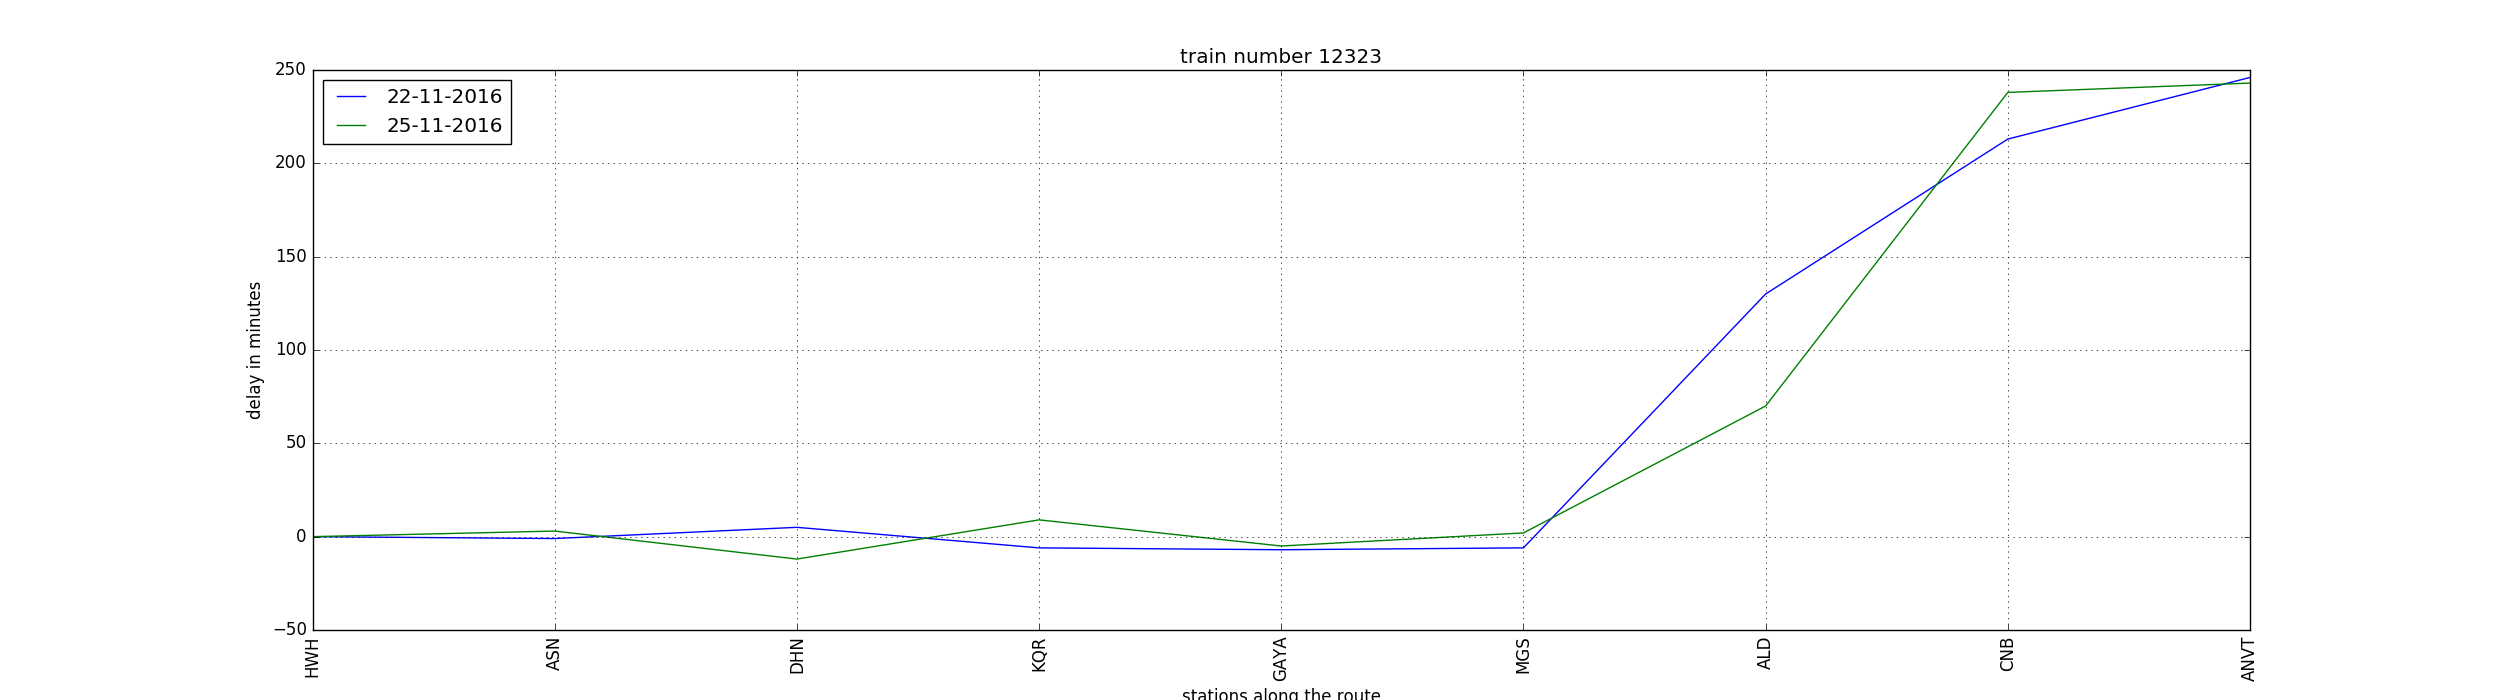 train number 12323
250
200
150
100
50
0
−50
delay in minutes
22-11-2016
25-11-2016
HWH
ASN
DHN
KQR
GAYA
MGS
ALD
CNB
ANVT
stations along the route